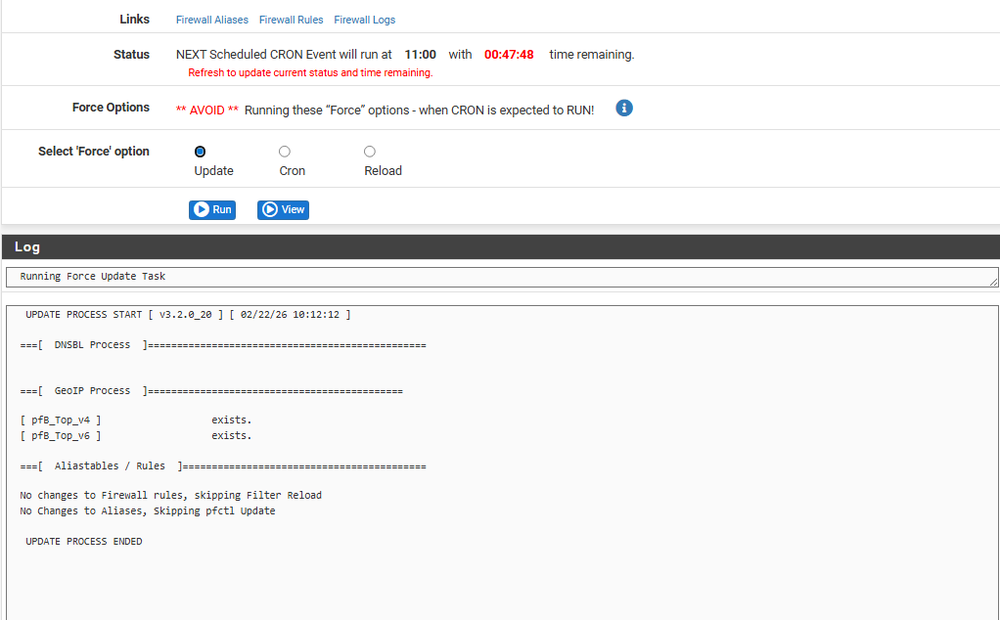 Links Firewall Aliases Firewall Rules Firewall Logs
Status NEXT Scheduled CRON Event will run at 11:00 with 00:47:48 time remaining.
Refresh to update current status and time remaining.
Force Options ** AVOID ** Running these “Force” options - when CRON is expected to RUN!
Select 'Force' option
Update Cron Reload
Run View
Log
Running Force Update Task
UPDATE PROCESS START [ v3.2.0_20 ] [ 02/22/26 10:12:12 ]
===[ DNSBL Process ]================================================
===[ GeoIP Process ]============================================
[ pfB_Top_v4 ] exists.
[ pfB_Top_v6 ] exists.
===[ Aliastables / Rules ]==========================================
No changes to Firewall rules, skipping Filter Reload
No Changes to Aliases, Skipping pfctl Update
UPDATE PROCESS ENDED